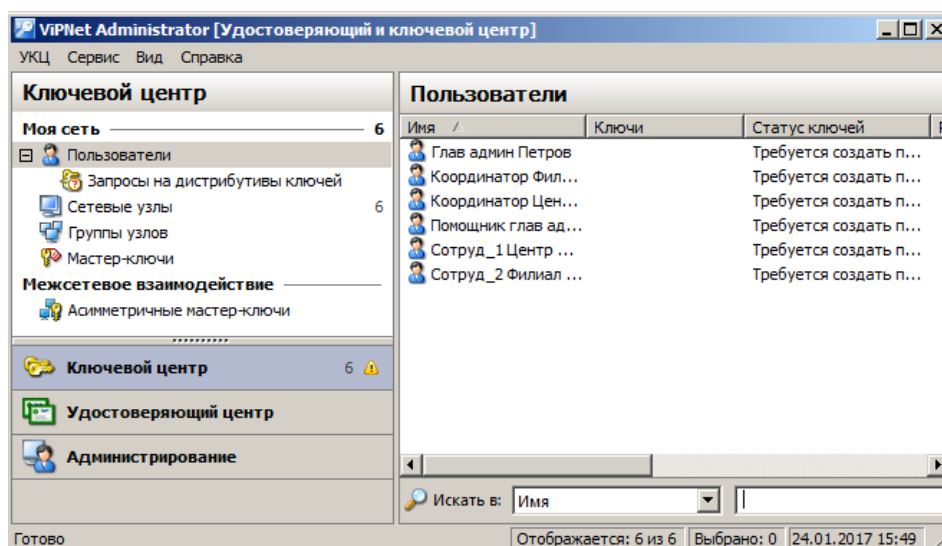 ViPNet Administrator [Удостоверяющий и ключевой центр]
УКЦ Сервис Вид Справка
Ключевой центр
Моя сеть 6
Пользователи
Запросы на дистрибутивы ключей
Сетевые узлы 6
Группы узлов
Мастер-ключи
Межсетевое взаимодействие
Асимметричные мастер-ключи
Ключевой центр 6
Удостоверяющий центр
Администрирование
Пользователи
Имя Ключи Статус ключей
Глав админ Петров Требуется создать п...
Координатор Фил... Требуется создать п...
Координатор Цен... Требуется создать п...
Помощник глав ад... Требуется создать п...
Сотруд_1 Центр ... Требуется создать п...
Сотруд_2 Филиал ... Требуется создать п...
Искать в: Имя
Готово Отображается: 6 из 6 Выбрано: 0 24.01.2017 15:49